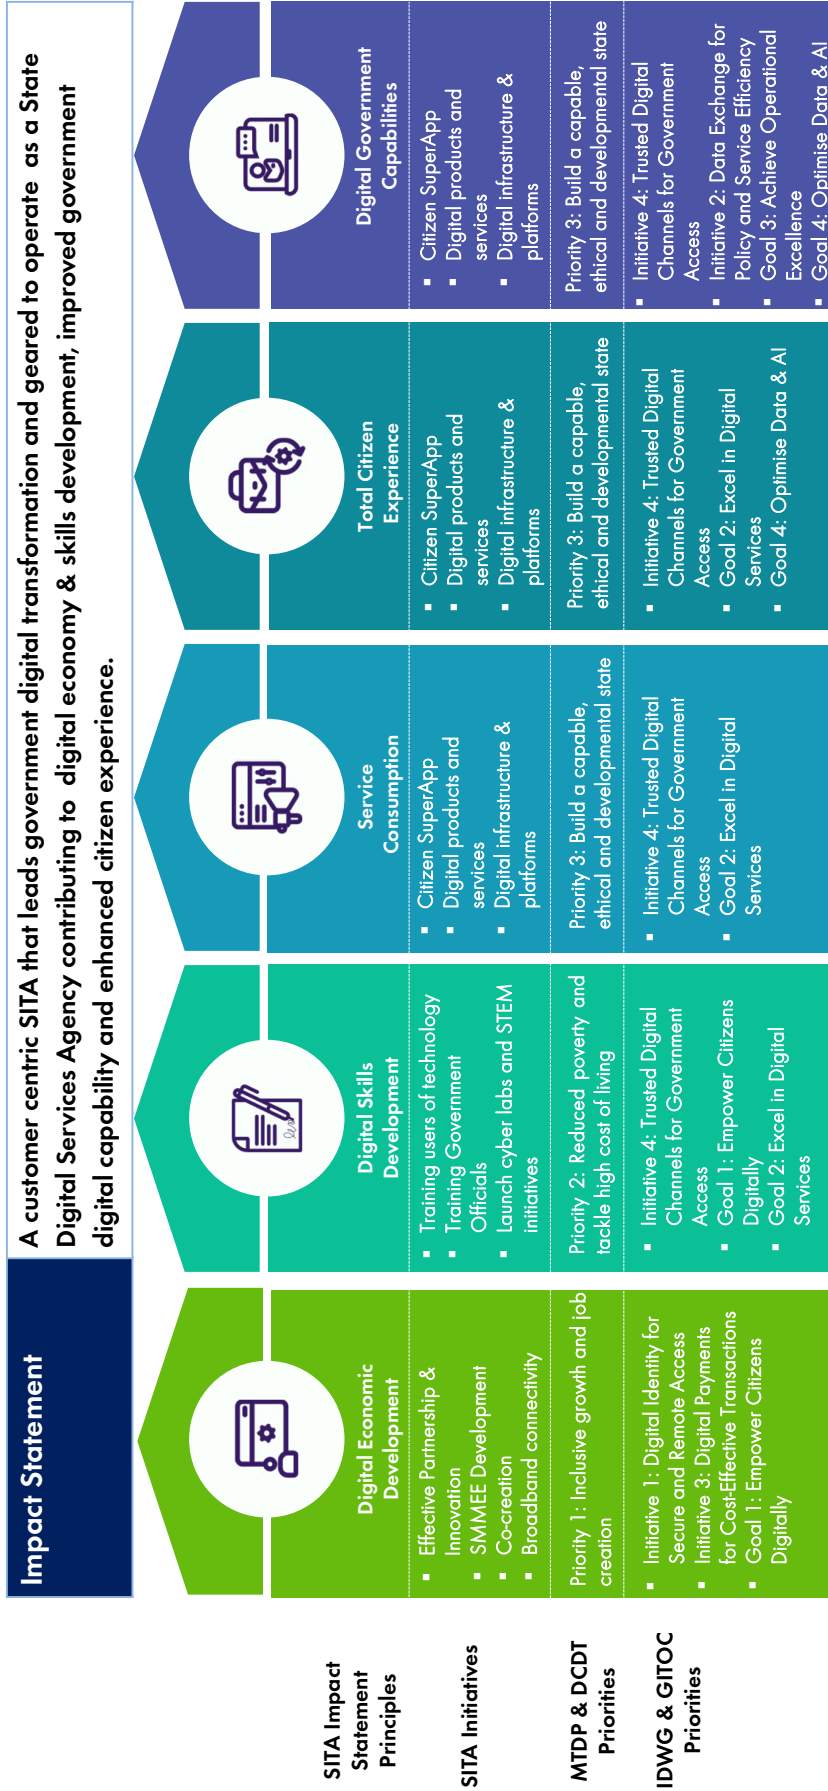 Impact Statement
A customer centric SITA that leads government digital transformation and geared to operate as a State
Digital Services Agency contributing to digital economy & skills development, improved government
digital capability and enhanced citizen experience.
SITA Impact
Statement
Principles
Digital Economic
Development
Digital Skills
Development
Service
Consumption
Total Citizen
Experience
Digital Government
Capabilities
SITA Initiatives
▪ Effective Partnership &
Innovation
▪ SMMEE Development
▪ Co-creation
▪ Broadband connectivity
▪ Training users of technology
▪ Training Government
Officials
▪ Launch cyber labs and STEM
initiatives
▪ Citizen SuperApp
▪ Digital products and
services
▪ Digital infrastructure &
platforms
▪ Citizen SuperApp
▪ Digital products and
services
▪ Digital infrastructure &
platforms
▪ Citizen SuperApp
▪ Digital products and
services
▪ Digital infrastructure &
platforms
MTDP & DCDT
Priorities
Priority 1: Inclusive growth and job
creation
Priority 2: Reduced poverty and
tackle high cost of living
Priority 3: Build a capable,
ethical and developmental state
Priority 3: Build a capable,
ethical and developmental state
Priority 3: Build a capable,
ethical and developmental state
IDWG & GITOC
Priorities
▪ Initiative 1: Digital Identity for
Secure and Remote Access
▪ Initiative 3: Digital Payments
for Cost-Effective Transactions
▪ Goal 1: Empower Citizens
Digitally
▪ Initiative 4: Trusted Digital
Channels for Government
Access
▪ Goal 1: Empower Citizens
Digitally
▪ Goal 2: Excel in Digital
Services
▪ Initiative 4: Trusted Digital
Channels for Government
Access
▪ Goal 2: Excel in Digital
Services
▪ Initiative 4: Trusted Digital
Channels for Government
Access
▪ Goal 2: Excel in Digital
Services
▪ Goal 4: Optimise Data & AI
▪ Initiative 4: Trusted Digital
Channels for Government
Access
▪ Initiative 2: Data Exchange for
Policy and Service Efficiency
▪ Goal 3: Achieve Operational
Excellence
▪ Goal 4: Optimise Data & AI